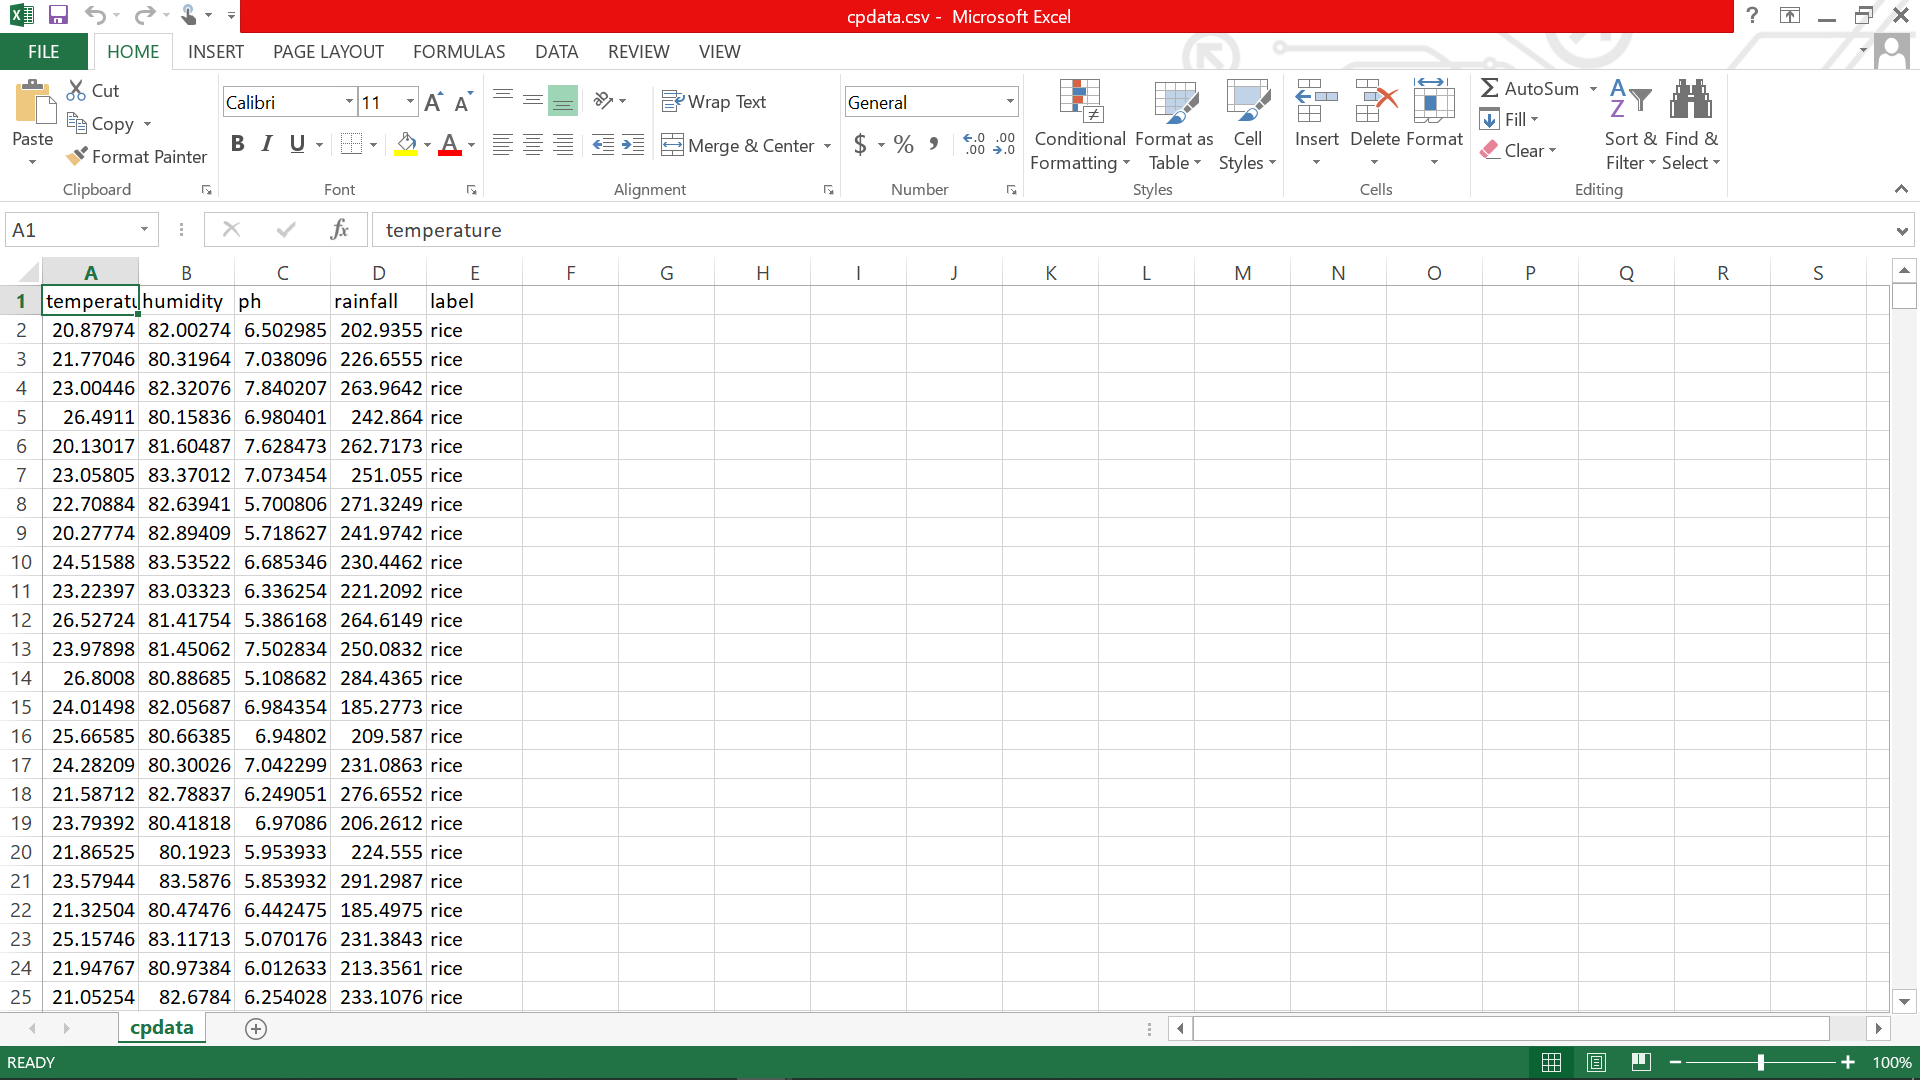 cpdata.csv - Microsoft Excel
FILE HOME INSERT PAGE LAYOUT FORMULAS DATA REVIEW VIEW
Paste
Cut
Copy
Format Painter
Clipboard
Calibri 11
B I U A
Font
Wrap Text
Merge & Center
Alignment
General
$ % ,
Number
Conditional Formatting
Format as Table
Cell Styles
Styles
Insert Delete Format
Cells
AutoSum
Fill
Clear
Sort & Filter
Find & Select
Editing
A1 fx temperature
A B C D E F G H I J K L M N O P Q R S
1 temperatu humidity ph rainfall label
2 20.87974 82.00274 6.502985 202.9355 rice
3 21.77046 80.31964 7.038096 226.6555 rice
4 23.00446 82.32076 7.840207 263.9642 rice
5 26.4911 80.15836 6.980401 242.864 rice
6 20.13017 81.60487 7.628473 262.7173 rice
7 23.05805 83.37012 7.073454 251.055 rice
8 22.70884 82.63941 5.700806 271.3249 rice
9 20.27774 82.89409 5.718627 241.9742 rice
10 24.51588 83.53522 6.685346 230.4462 rice
11 23.22397 83.03323 6.336254 221.2092 rice
12 26.52724 81.41754 5.386168 264.6149 rice
13 23.97898 81.45062 7.502834 250.0832 rice
14 26.8008 80.88685 5.108682 284.4365 rice
15 24.01498 82.05687 6.984354 185.2773 rice
16 25.66585 80.66385 6.94802 209.587 rice
17 24.28209 80.30026 7.042299 231.0863 rice
18 21.58712 82.78837 6.249051 276.6552 rice
19 23.79392 80.41818 6.97086 206.2612 rice
20 21.86525 80.1923 5.953933 224.555 rice
21 23.57944 83.5876 5.853932 291.2987 rice
22 21.32504 80.47476 6.442475 185.4975 rice
23 25.15746 83.11713 5.070176 231.3843 rice
24 21.94767 80.97384 6.012633 213.3561 rice
25 21.05254 82.6784 6.254028 233.1076 rice
cpdata
READY 100%